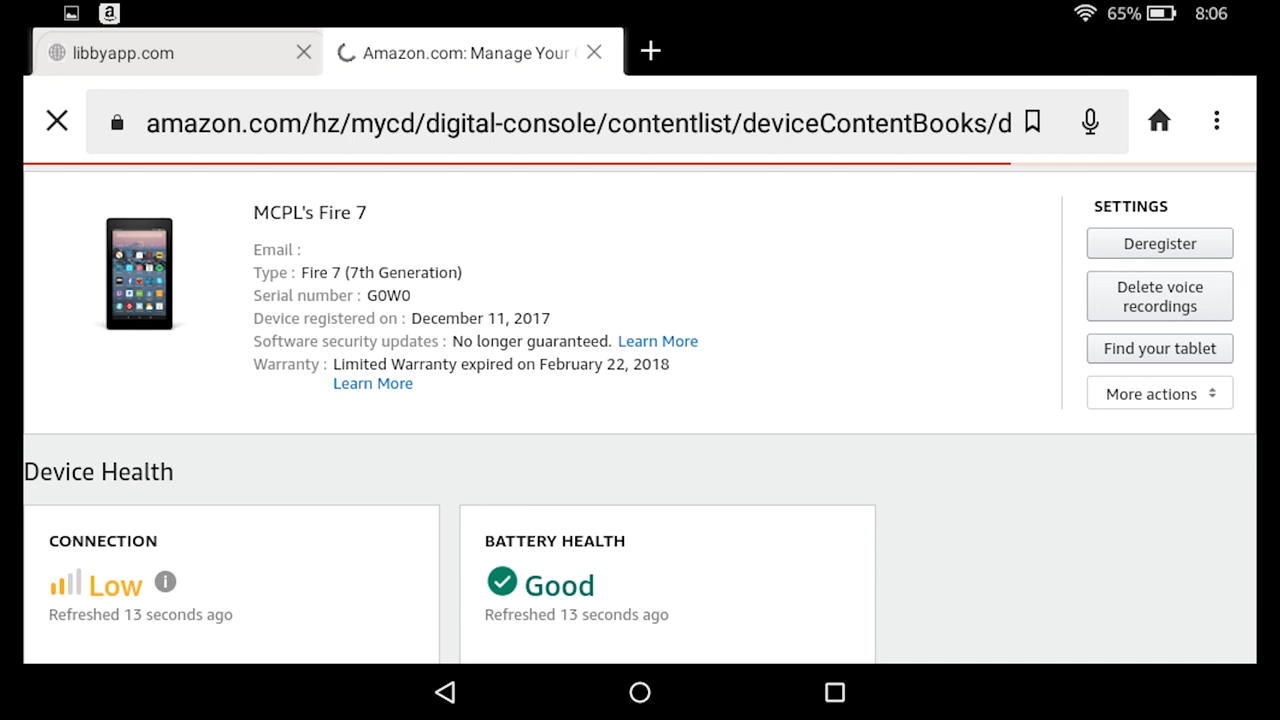 65% 8:06
libbyapp.com Amazon.com: Manage Your
amazon.com/hz/mycd/digital-console/contentlist/deviceContentBooks/d
MCPL's Fire 7
Email :
Type : Fire 7 (7th Generation)
Serial number : G0W0
Device registered on : December 11, 2017
Software security updates : No longer guaranteed. Learn More
Warranty : Limited Warranty expired on February 22, 2018
Learn More
SETTINGS
Deregister
Delete voice
recordings
Find your tablet
More actions
Device Health
CONNECTION
Low
Refreshed 13 seconds ago
BATTERY HEALTH
Good
Refreshed 13 seconds ago